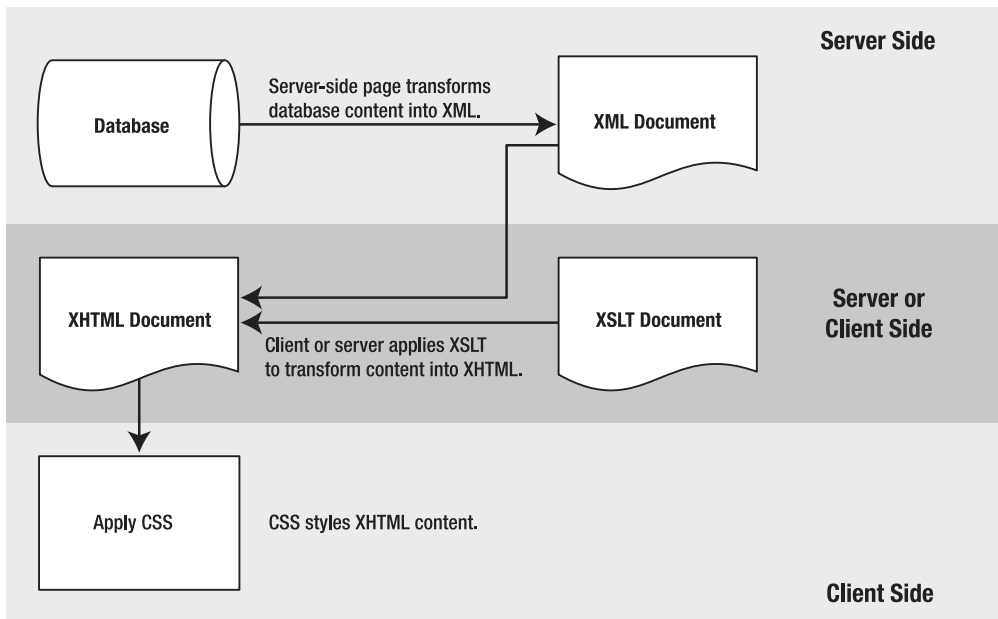 Server Side
Server-side page transforms
database content into XML.
Database
XML Document
XHTML Document
XSLT Document
Server or
Client Side
Client or server applies XSLT
to transform content into XHTML.
Apply CSS
CSS styles XHTML content.
Client Side